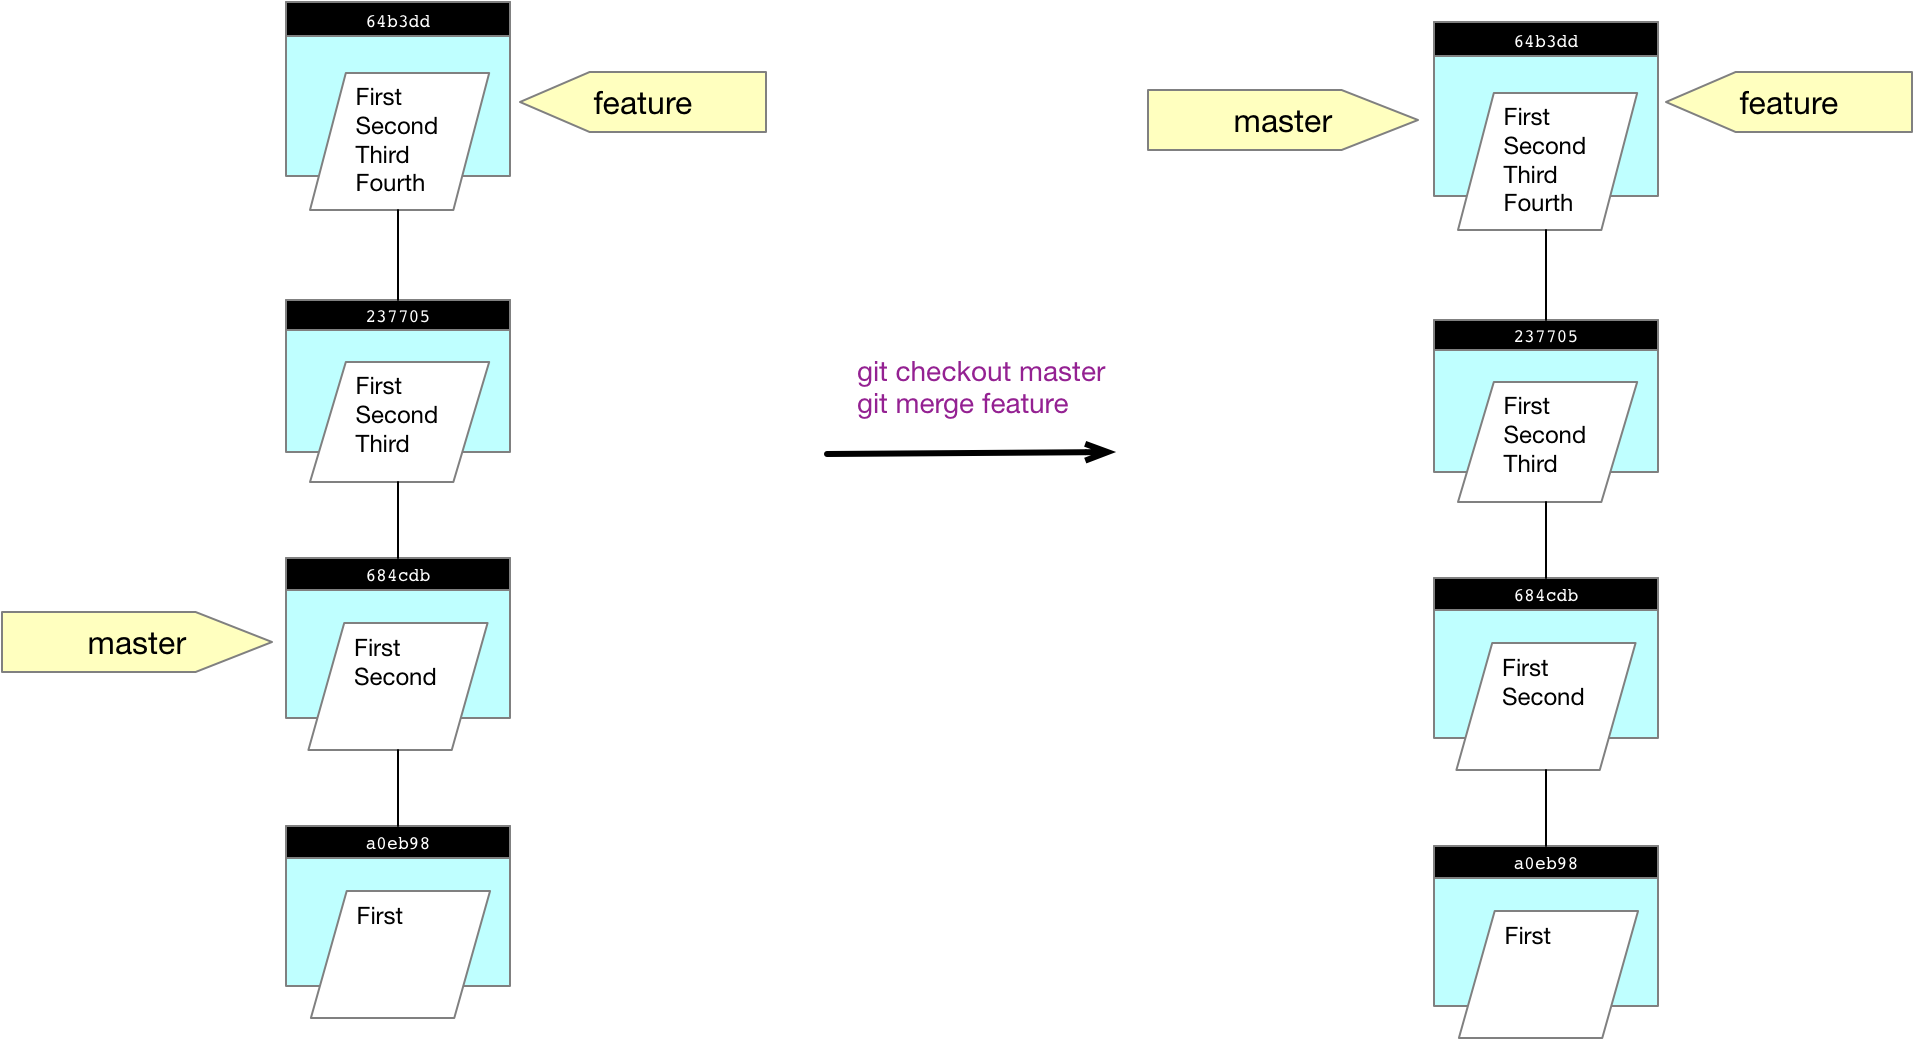 64b3dd
First
Second
Third
Fourth
feature
237705
First
Second
Third
684cdb
First
Second
master
a0eb98
First
git checkout master
git merge feature
64b3dd
First
Second
Third
Fourth
master
feature
237705
First
Second
Third
684cdb
First
Second
a0eb98
First